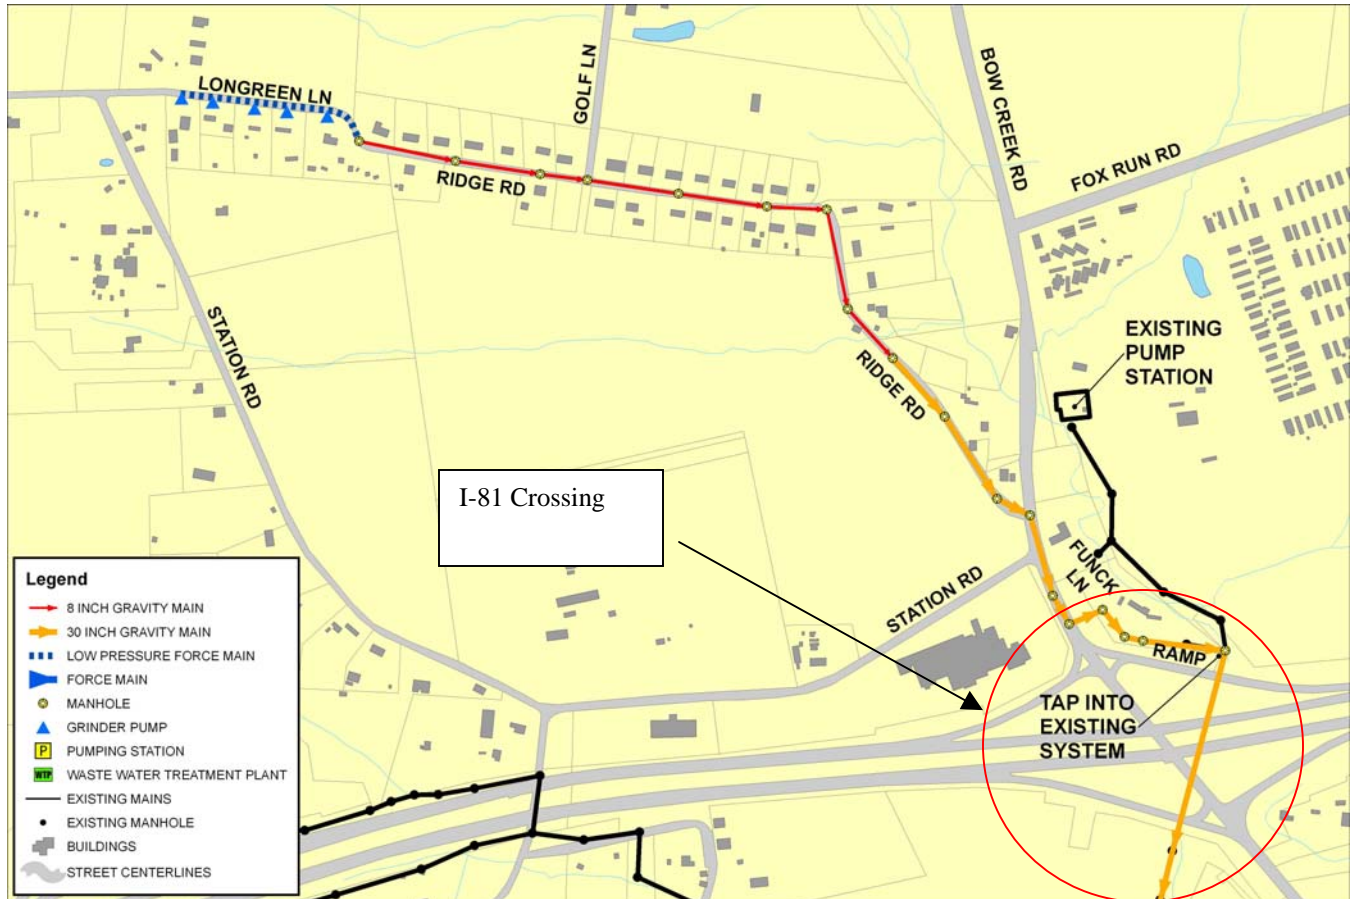 LONGREEN LN
GOLF LN
BOW CREEK RD
FOX RUN RD
RIDGE RD
STATION RD
EXISTING
PUMP
STATION
RIDGE RD
I-81 Crossing
FUNCK
LN
STATION RD
RAMP
TAP INTO
EXISTING
SYSTEM
Legend
8 INCH GRAVITY MAIN
30 INCH GRAVITY MAIN
LOW PRESSURE FORCE MAIN
FORCE MAIN
MANHOLE
GRINDER PUMP
P PUMPING STATION
WTP WASTE WATER TREATMENT PLANT
EXISTING MAINS
EXISTING MANHOLE
BUILDINGS
STREET CENTERLINES